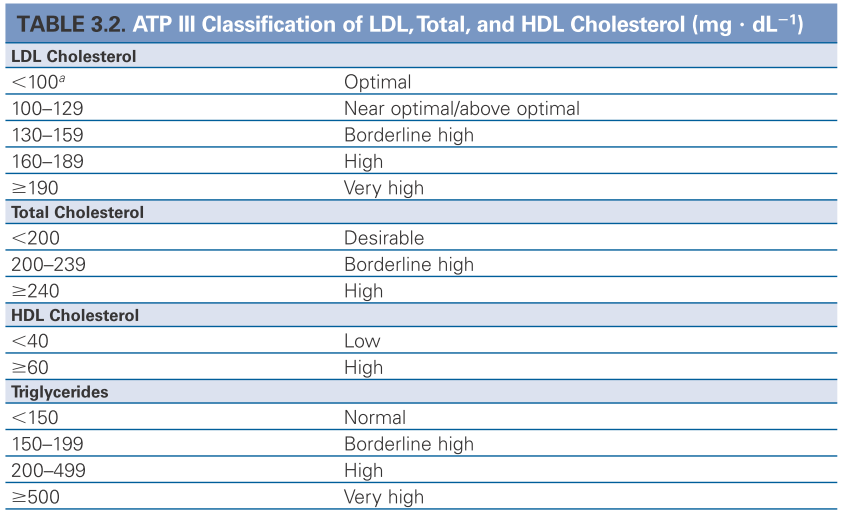 TABLE 3.2. ATP III Classification of LDL, Total, and HDL Cholesterol (mg · dL⁻¹)
LDL Cholesterol
<100ᵃ Optimal
100–129 Near optimal/above optimal
130–159 Borderline high
160–189 High
≥190 Very high
Total Cholesterol
<200 Desirable
200–239 Borderline high
≥240 High
HDL Cholesterol
<40 Low
≥60 High
Triglycerides
<150 Normal
150–199 Borderline high
200–499 High
≥500 Very high